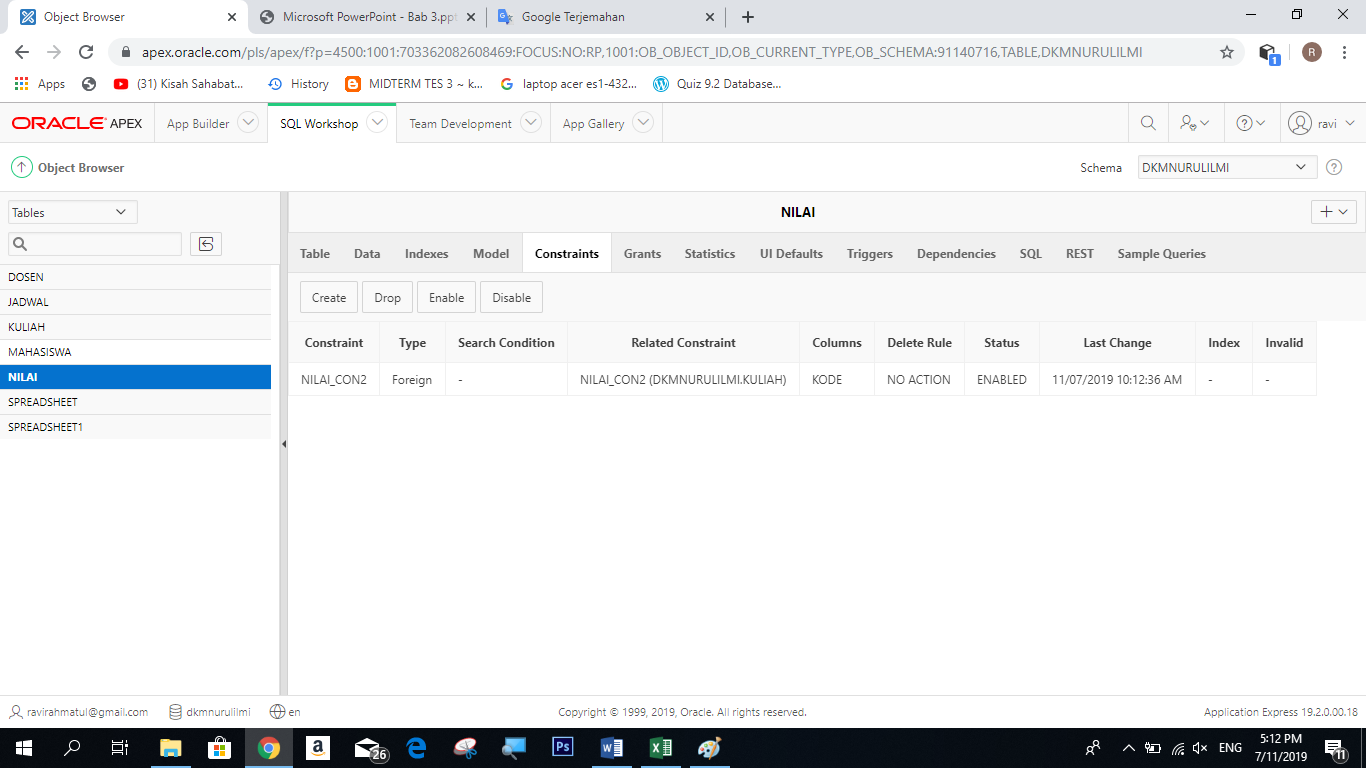 Object Browser
Microsoft PowerPoint - Bab 3.ppt
Google Terjemahan
apex.oracle.com/pls/apex/f?p=4500:1001:703362082608469:FOCUS:NO:RP,1001:OB_OBJECT_ID,OB_CURRENT_TYPE,OB_SCHEMA:91140716,TABLE,DKMNURULILMI
1
R
Apps
(31) Kisah Sahabat...
History
MIDTERM TES 3 ~ k...
laptop acer es1-432...
Quiz 9.2 Database...
ORACLE APEX
App Builder
SQL Workshop
Team Development
App Gallery
ravi
Object Browser
Schema
DKMNURULILMI
Tables
NILAI
Table Data Indexes Model Constraints Grants Statistics UI Defaults Triggers Dependencies SQL REST Sample Queries
DOSEN
JADWAL
KULIAH
MAHASISWA
NILAI
SPREADSHEET
SPREADSHEET1
Create Drop Enable Disable
Constraint Type Search Condition Related Constraint Columns Delete Rule Status Last Change Index Invalid
NILAI_CON2 Foreign - NILAI_CON2 (DKMNURULILMI.KULIAH) KODE NO ACTION ENABLED 11/07/2019 10:12:36 AM - -
ravirahmatul@gmail.com
dkmnurulilmi
en
Copyright © 1999, 2019, Oracle. All rights reserved.
Application Express 19.2.0.00.18
a
26
Ps
ENG
5:12 PM
7/11/2019
11